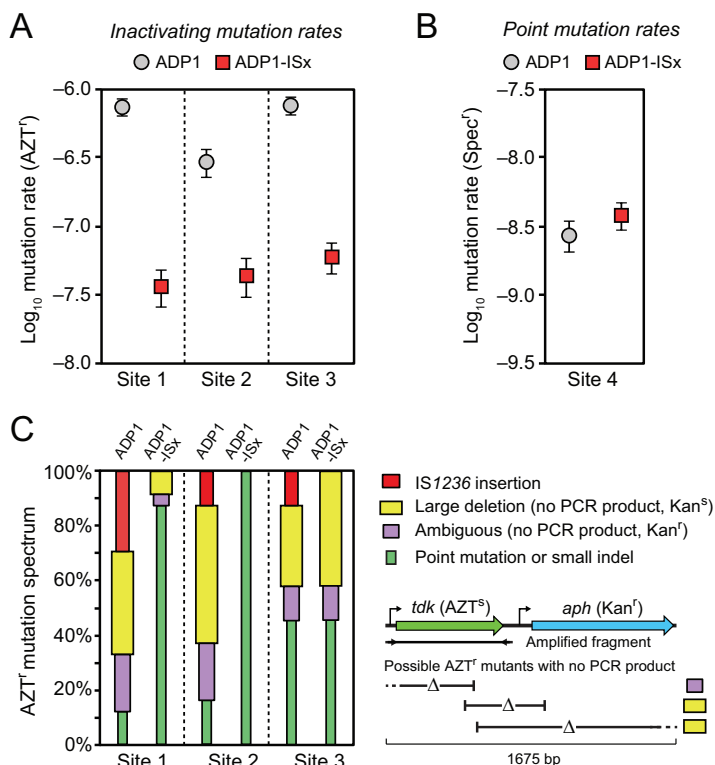 A
Inactivating mutation rates
ADP1 ADP1-ISx
Log10 mutation rate (AZTr)
–6.0
–6.5
–7.0
–7.5
–8.0
Site 1 Site 2 Site 3
B
Point mutation rates
ADP1 ADP1-ISx
Log10 mutation rate (Specr)
–7.5
–8.0
–8.5
–9.0
–9.5
Site 4
C
ADP1 ADP1-ISx ADP1 ADP1-ISx ADP1 ADP1-ISx
AZTr mutation spectrum
100%
80%
60%
40%
20%
0%
Site 1 Site 2 Site 3
IS1236 insertion
Large deletion (no PCR product, Kans)
Ambiguous (no PCR product, Kanr)
Point mutation or small indel
tdk (AZTs) aph (Kanr)
Amplified fragment
Possible AZTr mutants with no PCR product
Δ
Δ
Δ
1675 bp